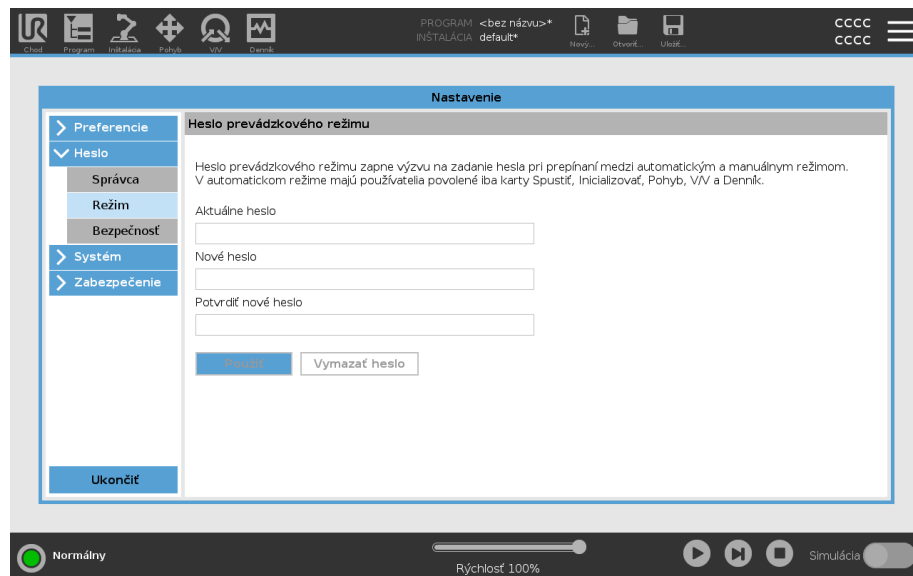 PROGRAM <bez názvu>*
INŠTALÁCIA default*
Chod Program Inštalácia Pohyb V/V Denník Nový... Otvoriť... Uložiť...
CCCC
CCCC
Nastavenie
Preferencie
Heslo
Správca
Režim
Bezpečnosť
Systém
Zabezpečenie
Ukončiť
Heslo prevádzkového režimu
Heslo prevádzkového režimu zapne výzvu na zadanie hesla pri prepínaní medzi automatickým a manuálnym režimom.
V automatickom režime majú používatelia povolené iba karty Spustiť, Inicializovať, Pohyb, V/V a Denník.
Aktuálne heslo
Nové heslo
Potvrdiť nové heslo
Použiť Vymazať heslo
Normálny
Rýchlosť 100%
Simulácia